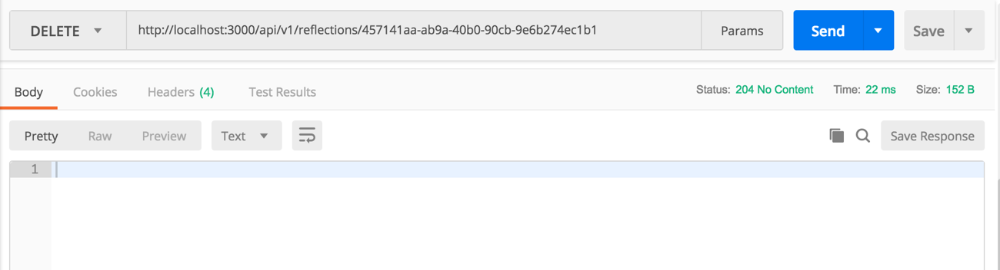 DELETE http://localhost:3000/api/v1/reflections/457141aa-ab9a-40b0-90cb-9e6b274ec1b1 Params Send Save
Body Cookies Headers (4) Test Results Status: 204 No Content Time: 22 ms Size: 152 B
Pretty Raw Preview Text Save Response
1